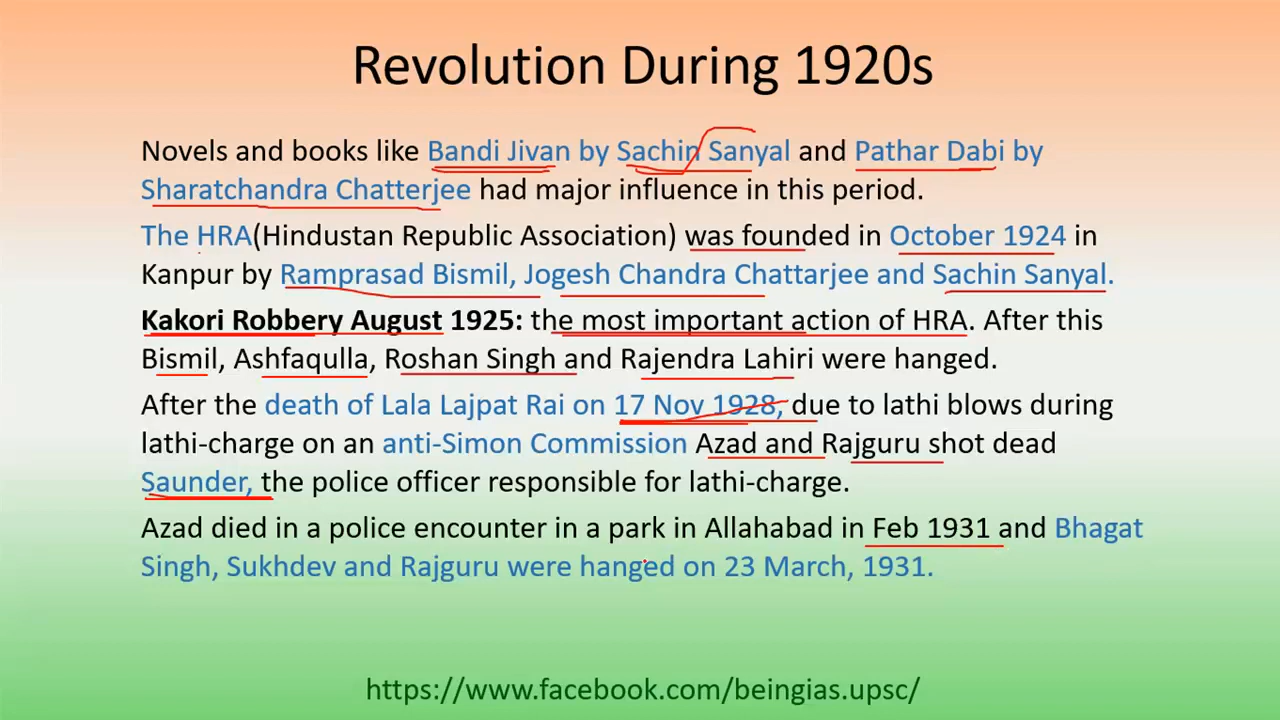 Revolution During 1920s
Novels and books like Bandi Jivan by Sachin Sanyal and Pathar Dabi by
Sharatchandra Chatterjee had major influence in this period.
The HRA(Hindustan Republic Association) was founded in October 1924 in
Kanpur by Ramprasad Bismil, Jogesh Chandra Chattarjee and Sachin Sanyal.
Kakori Robbery August 1925: the most important action of HRA. After this
Bismil, Ashfaqulla, Roshan Singh and Rajendra Lahiri were hanged.
After the death of Lala Lajpat Rai on 17 Nov 1928, due to lathi blows during
lathi-charge on an anti-Simon Commission Azad and Rajguru shot dead
Saunder, the police officer responsible for lathi-charge.
Azad died in a police encounter in a park in Allahabad in Feb 1931 and Bhagat
Singh, Sukhdev and Rajguru were hanged on 23 March, 1931.
https://www.facebook.com/beingias.upsc/